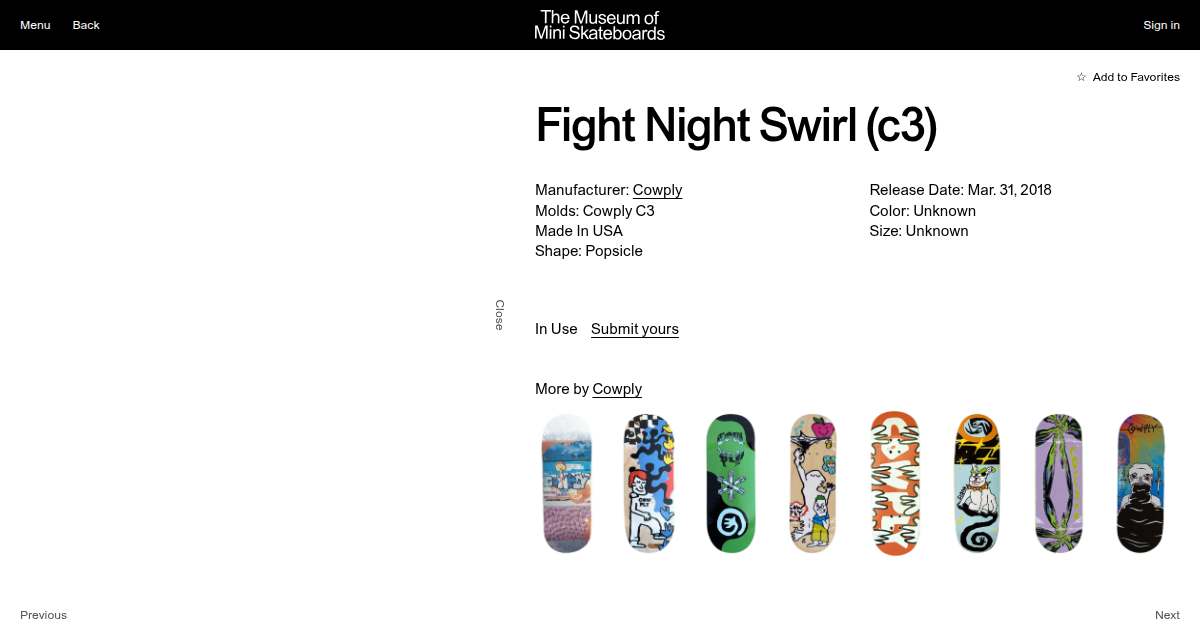 Menu
Back
The Museum of
Mini Skateboards
Sign in
☆ Add to Favorites
Fight Night Swirl (c3)
Manufacturer: Cowply
Molds: Cowply C3
Made In USA
Shape: Popsicle
Release Date: Mar. 31, 2018
Color: Unknown
Size: Unknown
Close
In Use
Submit yours
More by Cowply
Previous
Next